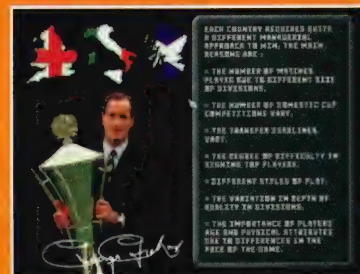 EACH COUNTRY REQUIRES QUITE
A DIFFERENT MANAGERIAL
APPROACH TO WIN, THE MAIN
REASONS ARE :
* THE NUMBER OF MATCHES
PLAYED DUE TO DIFFERENT SIZE
OF DIVISIONS.
* THE NUMBER OF DOMESTIC CUP
COMPETITIONS VARY.
* THE TRANSFER DEADLINES
VARY.
* THE DEGREE OF DIFFICULTY IN
SIGNING TOP PLAYERS.
* DIFFERENT STYLES OF PLAY.
* THE VARIATION IN DEPTH OF
QUALITY IN DIVISIONS.
* THE IMPORTANCE OF PLAYERS
AGE AND PHYSICAL ATTRIBUTES
DUE TO DIFFERENCES IN THE
PACE OF THE GAME.